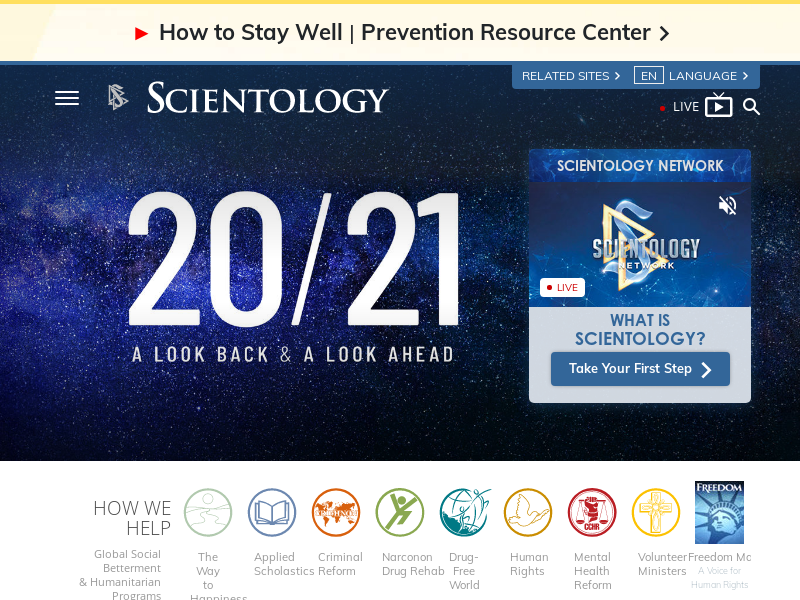 ► How to Stay Well | Prevention Resource Center
RELATED SITES
EN LANGUAGE
SCIENTOLOGY
LIVE
SCIENTOLOGY NETWORK
SCIENTOLOGY
NETWORK
LIVE
20/21
A LOOK BACK & A LOOK AHEAD
WHAT IS
SCIENTOLOGY?
Take Your First Step
HOW WE
HELP
Global Social
Betterment
& Humanitarian
Programs
The
Way
to
Happiness
Applied
Scholastics
Criminal
Reform
Narconon
Drug Rehab
Drug-
Free
World
Human
Rights
CCHR
Mental
Health
Reform
Volunteer
Ministers
FREEDOM
Freedom Ma
A Voice for
Human Rights